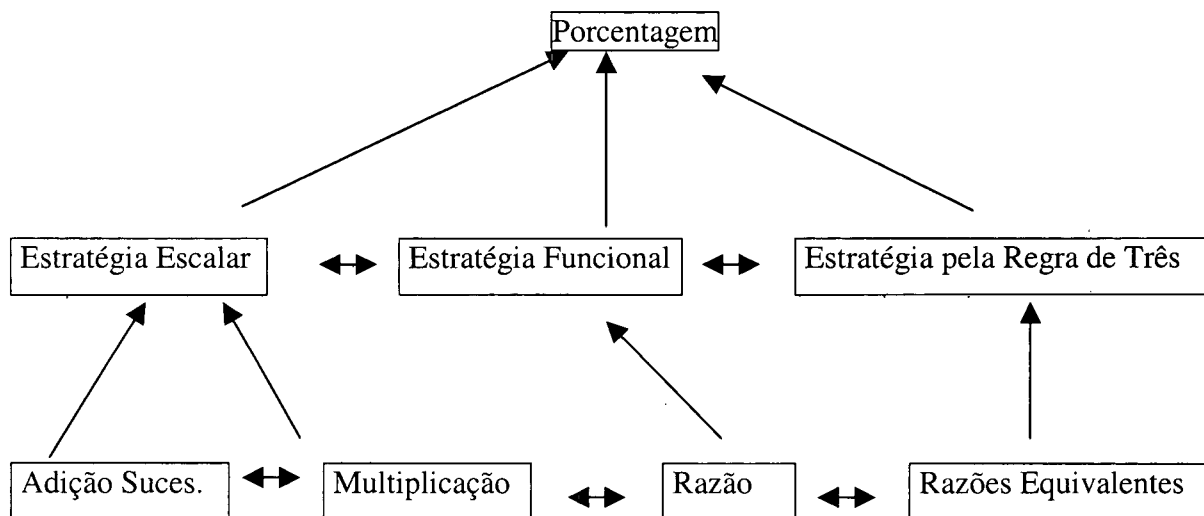 Porcentagem
Estratégia Escalar
Estratégia Funcional
Estratégia pela Regra de Três
Adição Suces.
Multiplicação
Razão
Razões Equivalentes